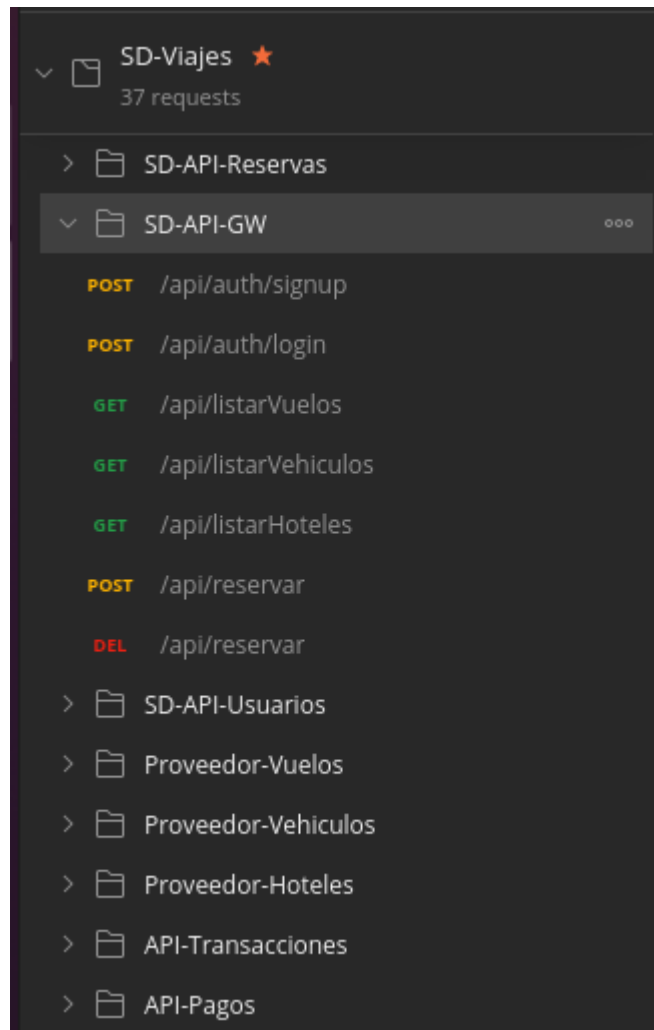 SD-Viajes
37 requests
SD-API-Reservas
SD-API-GW
POST /api/auth/signup
POST /api/auth/login
GET /api/listarVuelos
GET /api/listarVehiculos
GET /api/listarHoteles
POST /api/reservar
DEL /api/reservar
SD-API-Usuarios
Proveedor-Vuelos
Proveedor-Vehiculos
Proveedor-Hoteles
API-Transacciones
API-Pagos